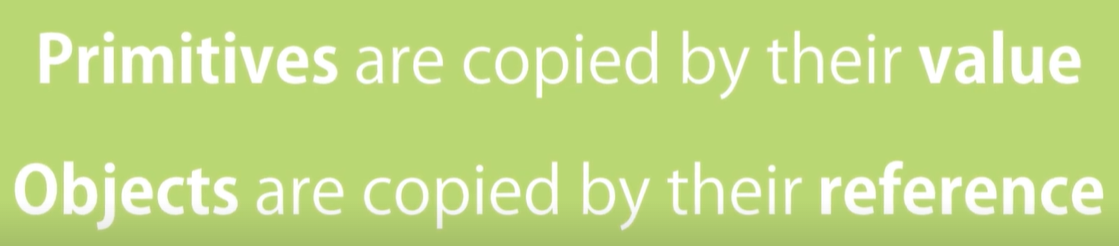 Primitives are copied by their value
Objects are copied by their reference